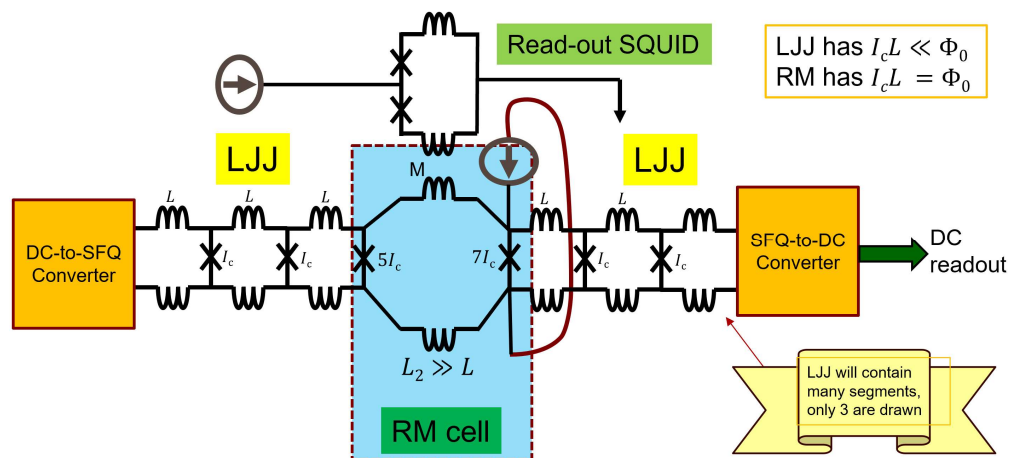 Read-out SQUID
LJJ has I_cL ≪ Φ_0
RM has I_cL = Φ_0
LJJ
LJJ
M
L
L
L
L
L
DC-to-SFQ
Converter
I_c
I_c
5I_c
7I_c
I_c
I_c
SFQ-to-DC
Converter
DC
readout
L_2 ≫ L
RM cell
LJJ will contain
many segments,
only 3 are drawn